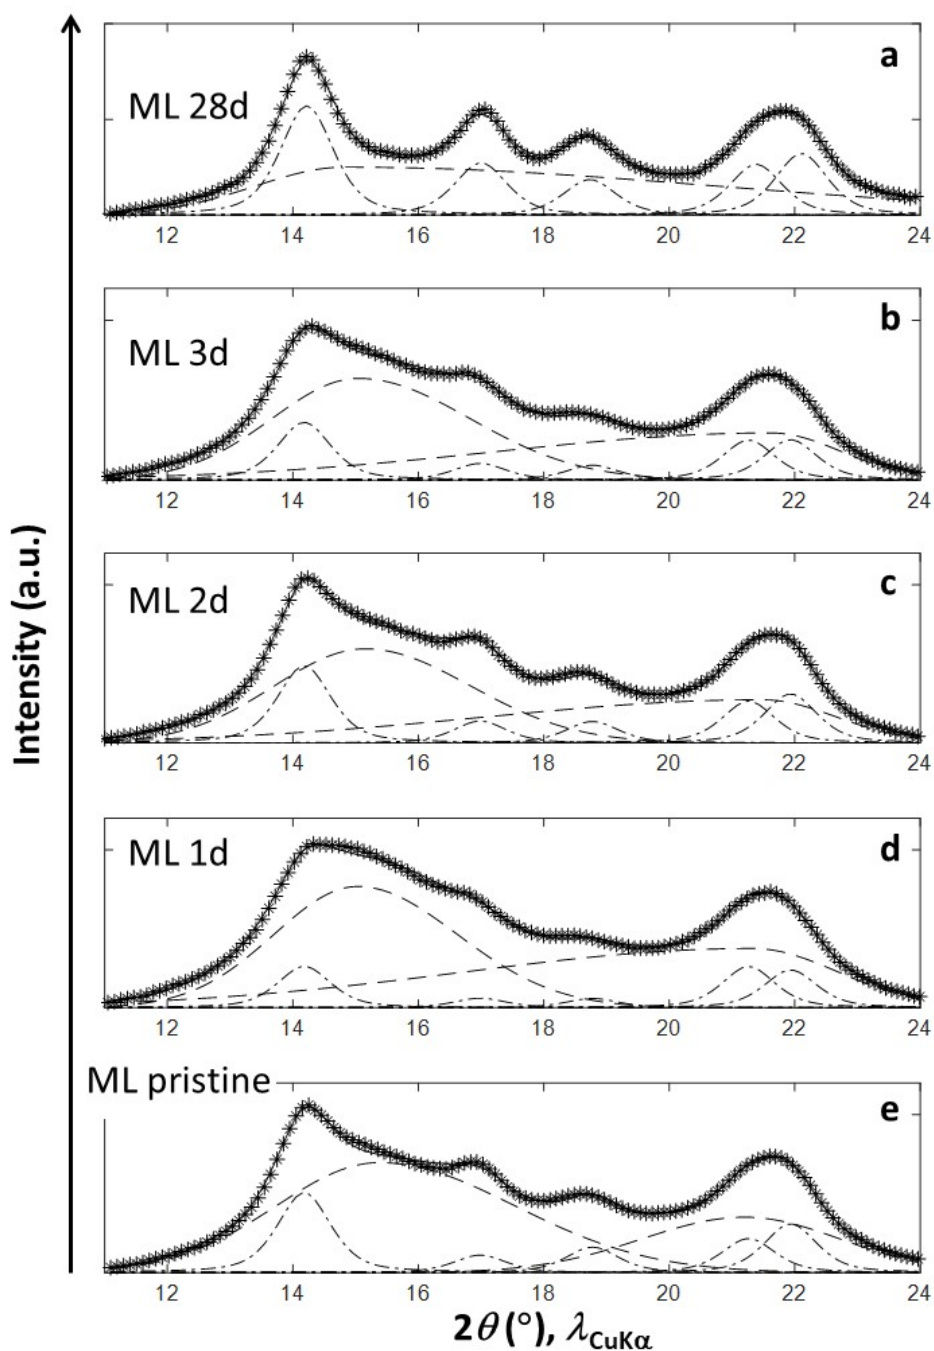 a
ML 28d
12 14 16 18 20 22 24
b
ML 3d
12 14 16 18 20 22 24
c
ML 2d
12 14 16 18 20 22 24
d
ML 1d
12 14 16 18 20 22 24
ML pristine
e
12 14 16 18 20 22 24
Intensity (a.u.)
2θ (°), λCuKα